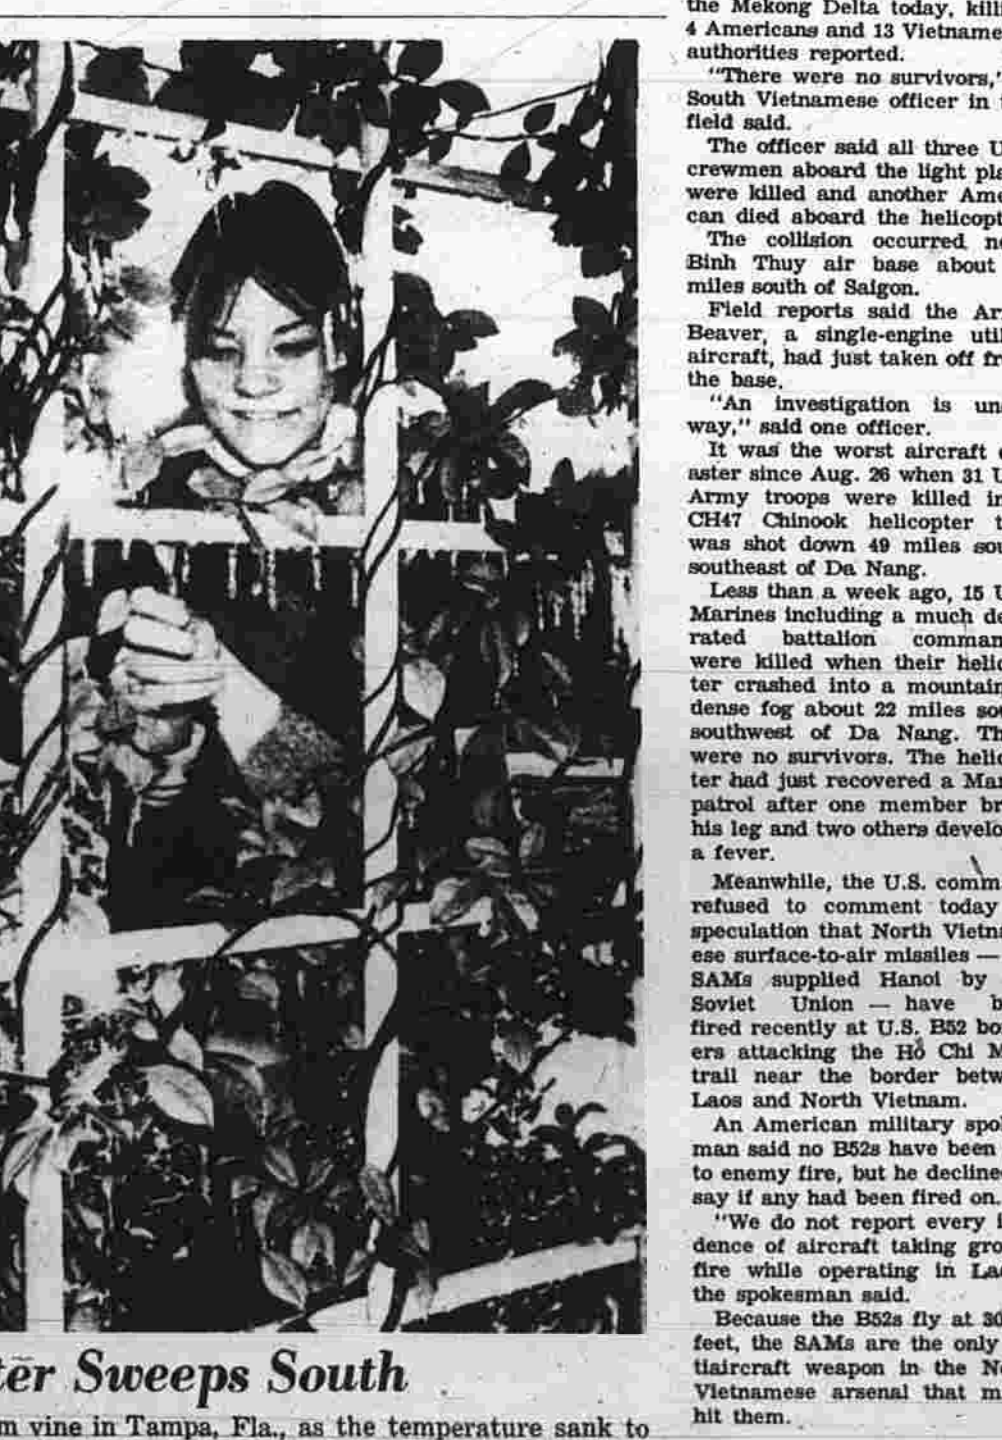 ter Sweeps South
m vine in Tampa, Fla., as the temperature sank to
the Mekong Delta today, killi
4 Americans and 13 Vietname
authorities reported.
"There were no survivors,"
South Vietnamese officer in t
field said.
The officer said all three U
crewmen aboard the light pla
were killed and another Ame
can died aboard the helicopt
The collision occurred ne
Binh Thuy air base about
miles south of Saigon.
Field reports said the Ar
Beaver, a single-engine util
aircraft, had just taken off fr
the base.
"An investigation is un
way," said one officer.
It was the worst aircraft
aster since Aug. 26 when 31 U
Army troops were killed in
CH47 Chinook helicopter t
was shot down 49 miles sou
southeast of Da Nang.
Less than a week ago, 15 U
Marines including a much de
rated battalion comman
were killed when their helic
ter crashed into a mountain
dense fog about 22 miles sou
southwest of Da Nang. Th
were no survivors. The helic
ter had just recovered a Mar
patrol after one member br
his leg and two others develo
a fever.
Meanwhile, the U.S. comm
refused to comment today
speculation that North Vietna
ese surface-to-air missiles —
SAMs supplied Hanoi by
Soviet Union — have b
fired recently at U.S. B52 bo
ers attacking the Ho Chi M
trail near the border betw
Laos and North Vietnam.
An American military spo
man said no B52s have been
to enemy fire, but he decline
say if any had been fired on.
"We do not report every i
dence of aircraft taking gro
fire while operating in Lao
the spokesman said.
Because the B52s fly at 30
feet, the SAMs are the only
tiaircraft weapon in the No
Vietnamese arsenal that m
hit them.